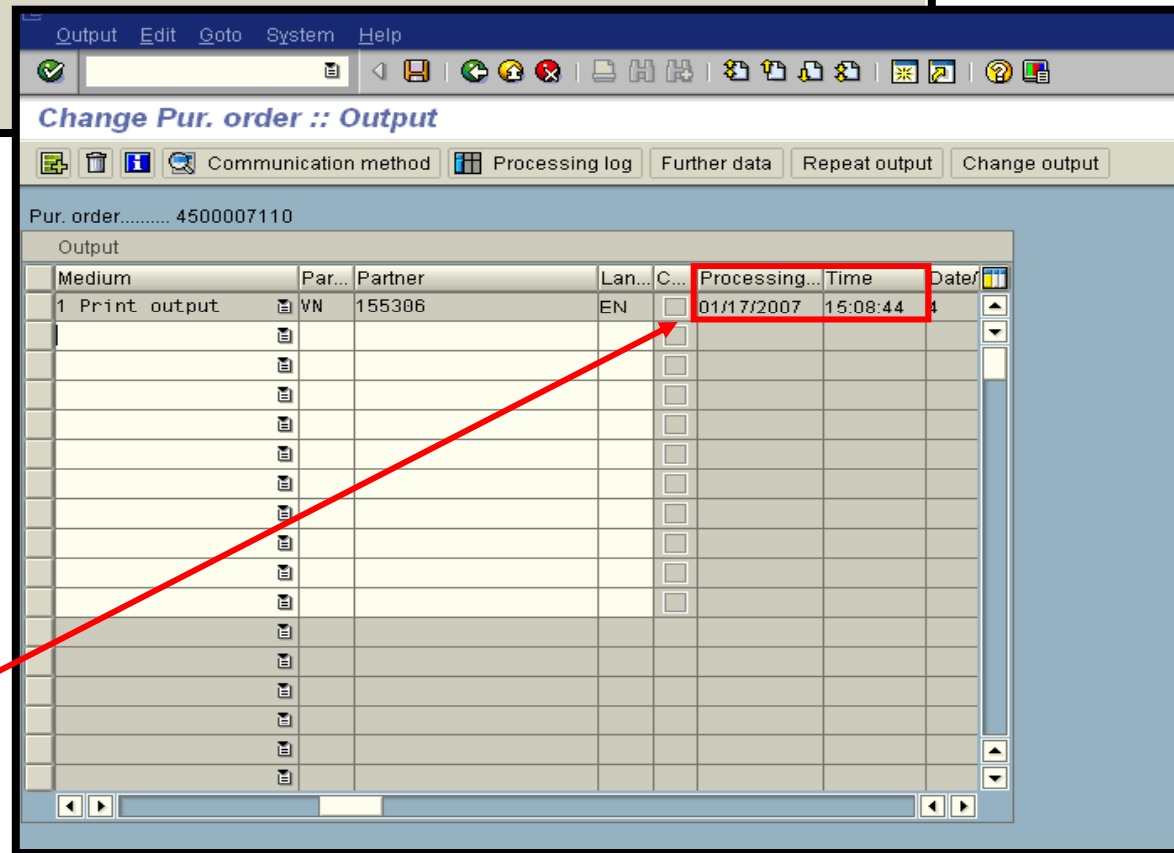 Output Edit Goto System Help
Change Pur. order :: Output
Communication method Processing log Further data Repeat output Change output
Pur. order.......... 4500007110
Output
Medium Par... Partner Lan... C... Processing... Time Date/
1 Print output VN 155306 EN 01/17/2007 15:08:44 4